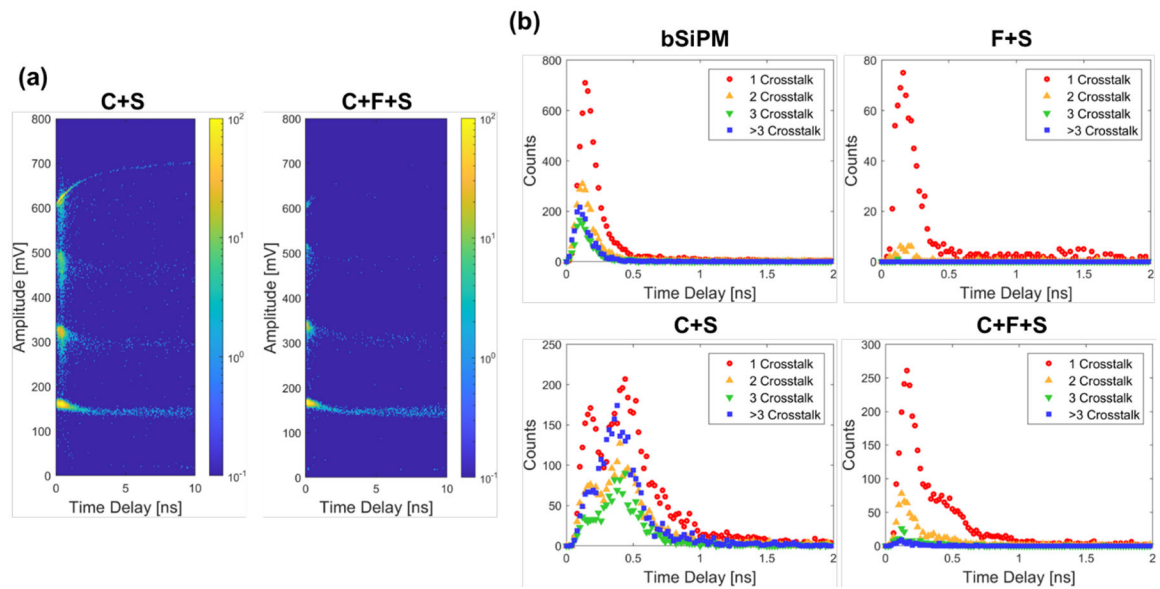 (a)
C+S
C+F+S
800
700
600
500
400
300
200
100
0
Amplitude [mV]
0 5 10
Time Delay [ns]
10^2
10^1
10^0
10^-1
800
700
600
500
400
300
200
100
0
Amplitude [mV]
0 5 10
Time Delay [ns]
10^2
10^1
10^0
10^-1
(b)
bSiPM
800
600
400
200
0
Counts
1 Crosstalk
2 Crosstalk
3 Crosstalk
>3 Crosstalk
0 0.5 1 1.5 2
Time Delay [ns]
F+S
80
60
40
20
0
Counts
1 Crosstalk
2 Crosstalk
3 Crosstalk
>3 Crosstalk
0 0.5 1 1.5 2
Time Delay [ns]
C+S
250
200
150
100
50
0
Counts
1 Crosstalk
2 Crosstalk
3 Crosstalk
>3 Crosstalk
0 0.5 1 1.5 2
Time Delay [ns]
C+F+S
300
250
200
150
100
50
0
Counts
1 Crosstalk
2 Crosstalk
3 Crosstalk
>3 Crosstalk
0 0.5 1 1.5 2
Time Delay [ns]